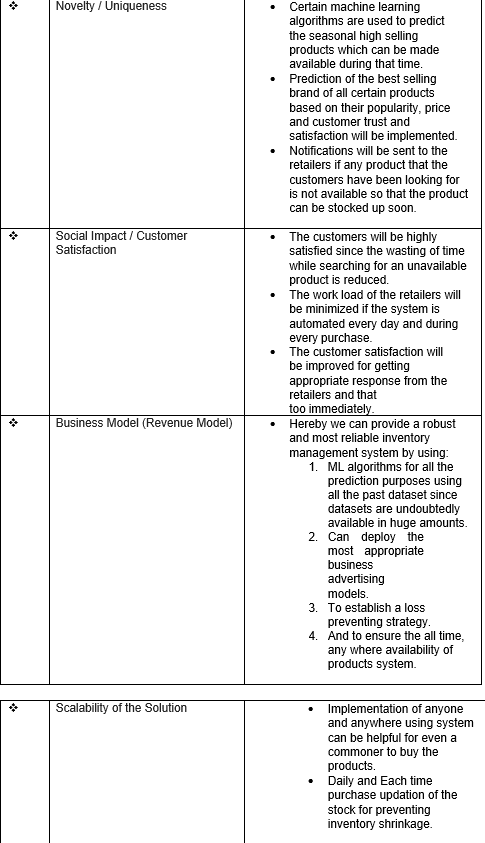 ❖ Novelty / Uniqueness
• Certain machine learning
algorithms are used to predict
the seasonal high selling
products which can be made
available during that time.
• Prediction of the best selling
brand of all certain products
based on their popularity, price
and customer trust and
satisfaction will be implemented.
• Notifications will be sent to the
retailers if any product that the
customers have been looking for
is not available so that the product
can be stocked up soon.
❖ Social Impact / Customer
Satisfaction
• The customers will be highly
satisfied since the wasting of time
while searching for an unavailable
product is reduced.
• The work load of the retailers will
be minimized if the system is
automated every day and during
every purchase.
• The customer satisfaction will
be improved for getting
appropriate response from the
retailers and that
too immediately.
❖ Business Model (Revenue Model)
• Hereby we can provide a robust
and most reliable inventory
management system by using:
1. ML algorithms for all the
prediction purposes using
all the past dataset since
datasets are undoubtedly
available in huge amounts.
2. Can deploy the
most appropriate
business
advertising
models.
3. To establish a loss
preventing strategy.
4. And to ensure the all time,
any where availability of
products system.
❖ Scalability of the Solution
• Implementation of anyone
and anywhere using system
can be helpful for even a
commoner to buy the
products.
• Daily and Each time
purchase updation of the
stock for preventing
inventory shrinkage.